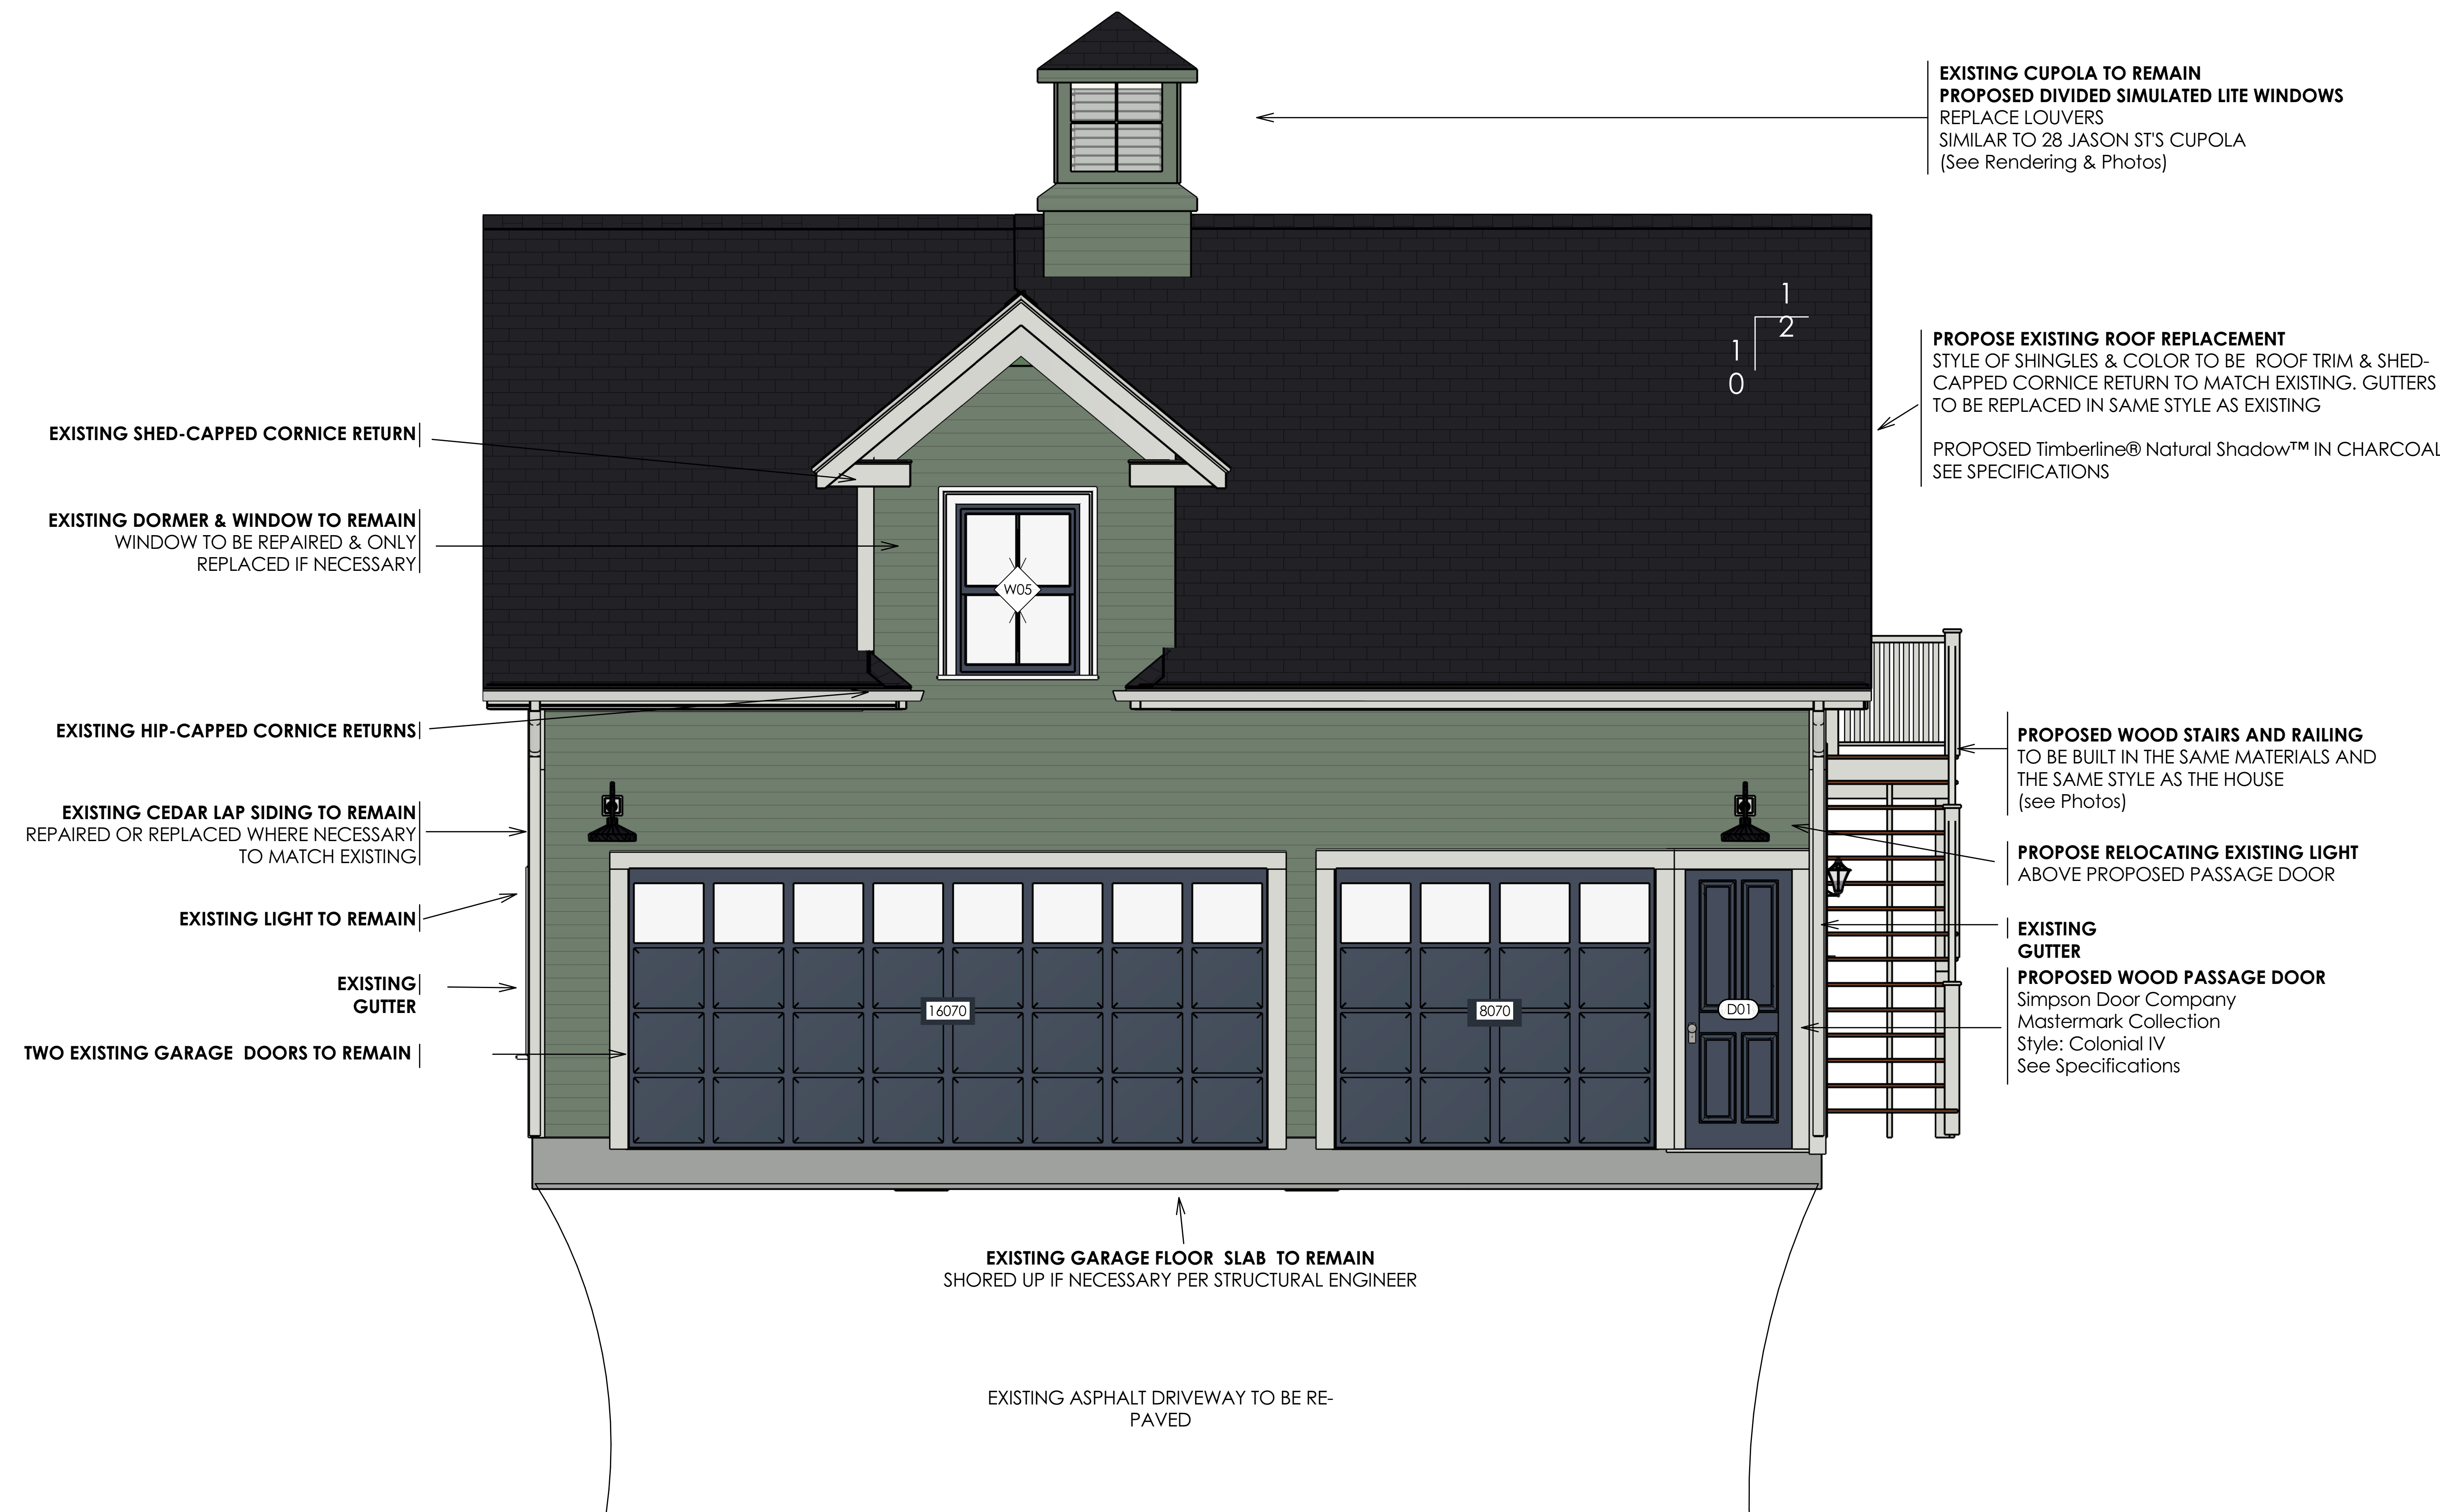 EXISTING CUPOLA TO REMAIN
PROPOSED DIVIDED SIMULATED LITE WINDOWS
REPLACE LOUVERS
SIMILAR TO 28 JASON ST'S CUPOLA
(See Rendering & Photos)
1
2
1
0
PROPOSE EXISTING ROOF REPLACEMENT
STYLE OF SHINGLES & COLOR TO BE  ROOF TRIM & SHED-
CAPPED CORNICE RETURN TO MATCH EXISTING. GUTTERS
TO BE REPLACED IN SAME STYLE AS EXISTING
PROPOSED Timberline® Natural Shadow™ IN CHARCOAL
SEE SPECIFICATIONS
EXISTING SHED-CAPPED CORNICE RETURN
EXISTING DORMER & WINDOW TO REMAIN
WINDOW TO BE REPAIRED & ONLY
REPLACED IF NECESSARY
W05
EXISTING HIP-CAPPED CORNICE RETURNS
PROPOSED WOOD STAIRS AND RAILING
TO BE BUILT IN THE SAME MATERIALS AND
THE SAME STYLE AS THE HOUSE
(see Photos)
EXISTING CEDAR LAP SIDING TO REMAIN
REPAIRED OR REPLACED WHERE NECESSARY
TO MATCH EXISTING
PROPOSE RELOCATING EXISTING LIGHT
ABOVE PROPOSED PASSAGE DOOR
EXISTING LIGHT TO REMAIN
EXISTING
GUTTER
EXISTING
GUTTER
PROPOSED WOOD PASSAGE DOOR
Simpson Door Company
Mastermark Collection
Style: Colonial IV
See Specifications
16070
8070
D01
TWO EXISTING GARAGE  DOORS TO REMAIN
EXISTING GARAGE FLOOR  SLAB  TO REMAIN
SHORED UP IF NECESSARY PER STRUCTURAL ENGINEER
EXISTING ASPHALT DRIVEWAY TO BE RE-
PAVED